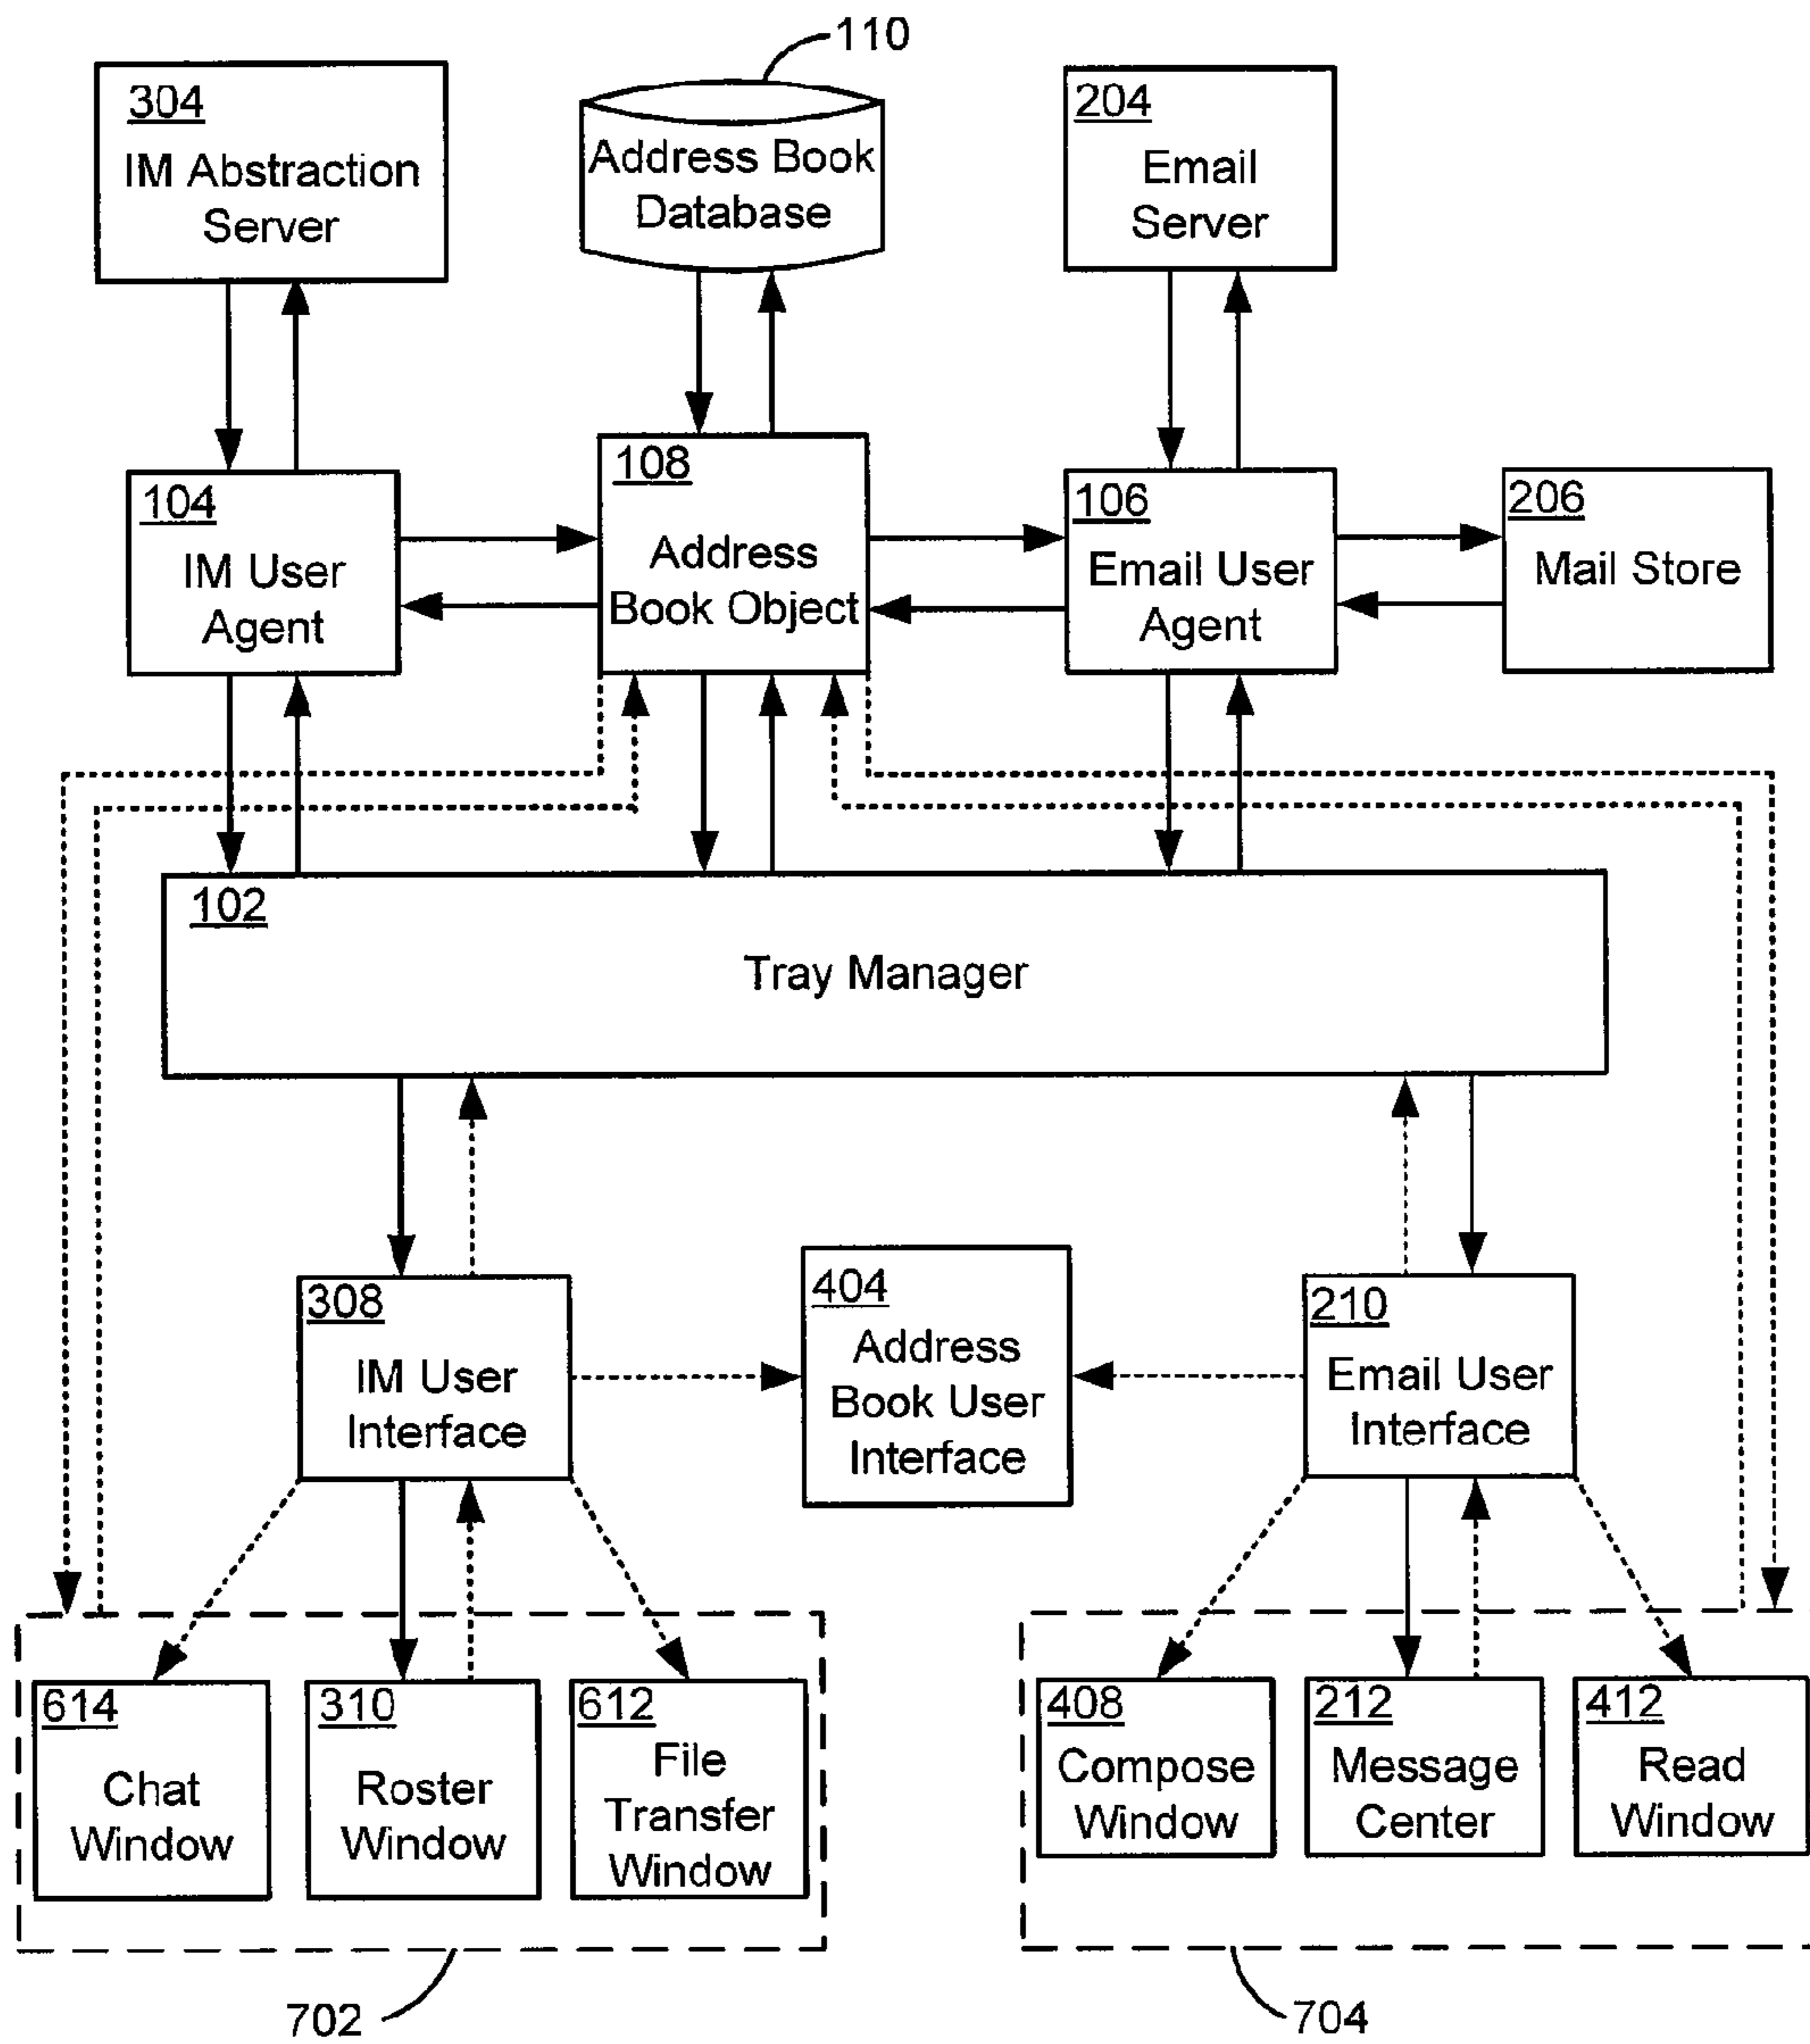 110
304
IM Abstraction
Server
Address Book
Database
204
Email
Server
104
IM User
Agent
108
Address
Book Object
106
Email User
Agent
206
Mail Store
102
Tray Manager
308
IM User
Interface
404
Address
Book User
Interface
210
Email User
Interface
614
Chat
Window
310
Roster
Window
612
File
Transfer
Window
408
Compose
Window
212
Message
Center
412
Read
Window
702
704